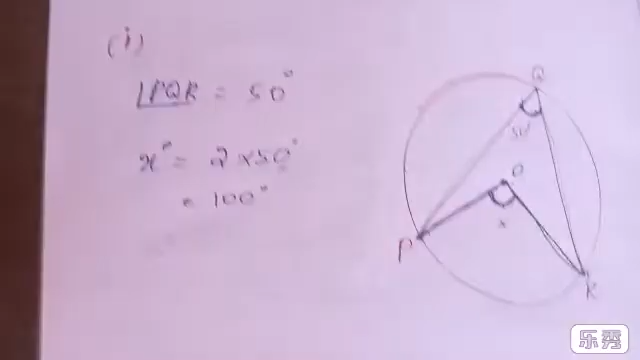 (i)
∠PQR = 50°
x° = 2 × 50°
= 100°
Q
50°
O
x
P
R
乐秀